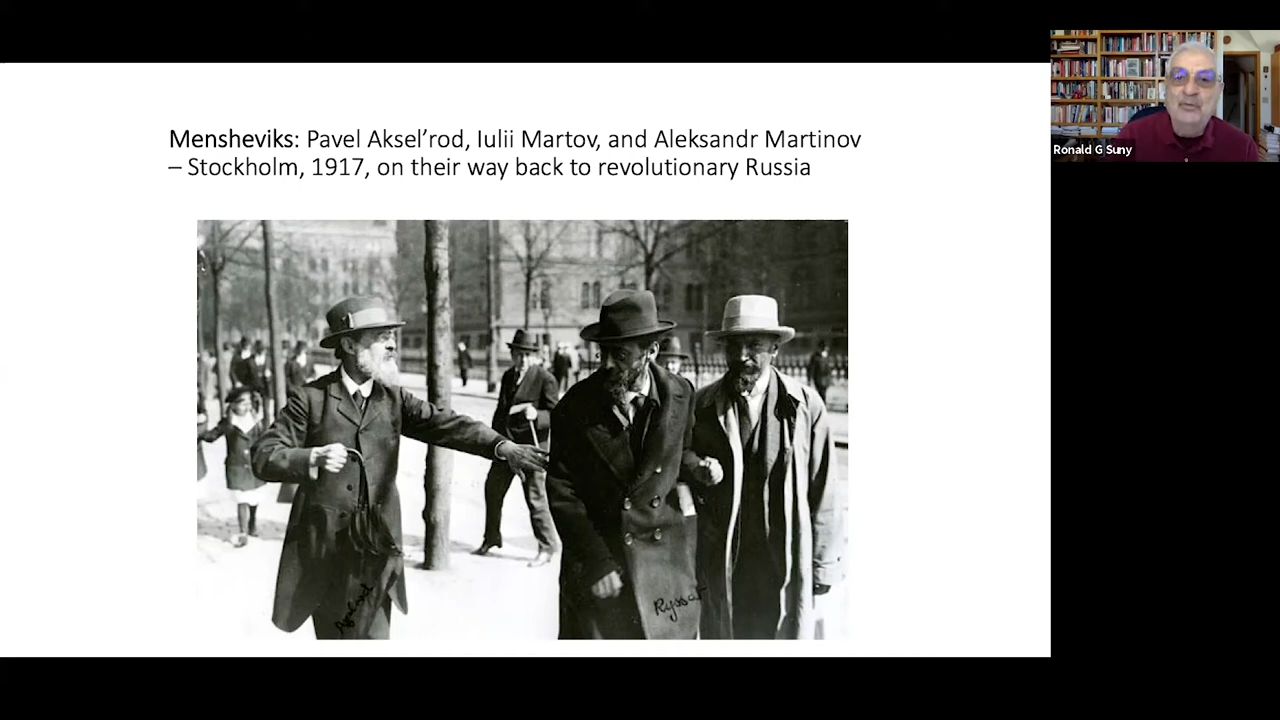 Mensheviks: Pavel Aksel’rod, Iulii Martov, and Aleksandr Martinov
– Stockholm, 1917, on their way back to revolutionary Russia
Ronald G Suny
Axelrod